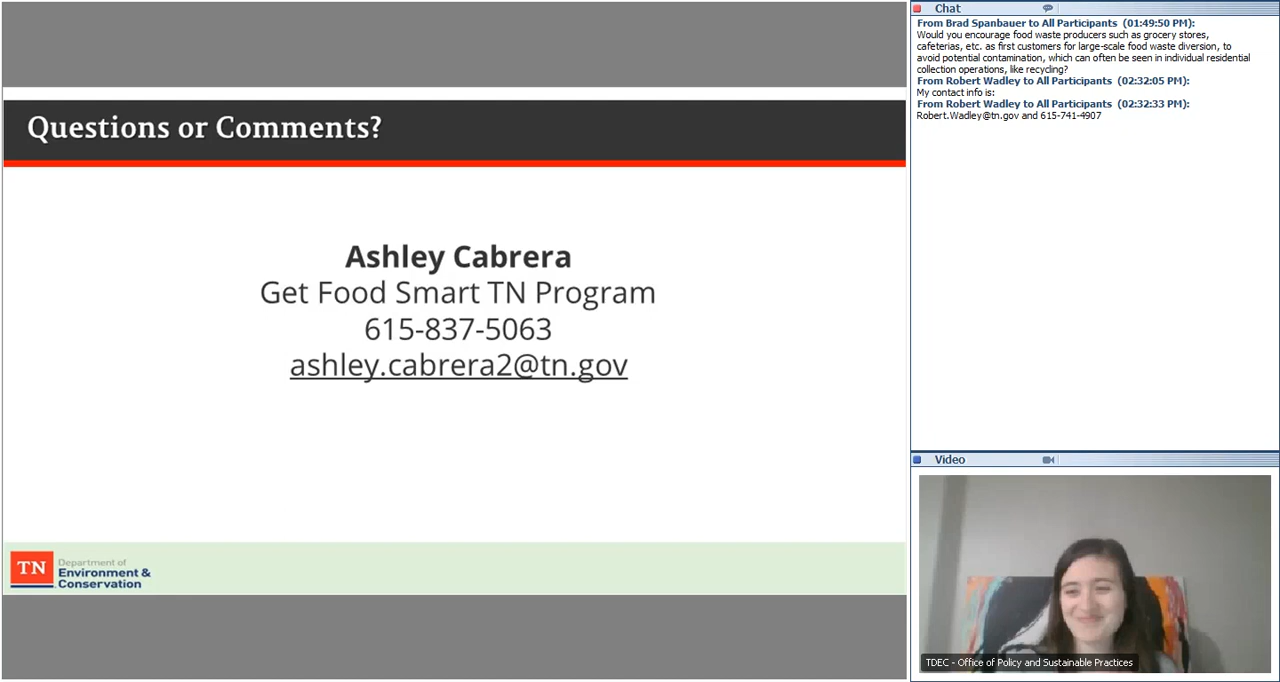 Questions or Comments?
Ashley Cabrera
Get Food Smart TN Program
615-837-5063
ashley.cabrera2@tn.gov
TN
Department of
Environment &
Conservation
Chat
From Brad Spanbauer to All Participants (01:49:50 PM):
Would you encourage food waste producers such as grocery stores,
cafeterias, etc. as first customers for large-scale food waste diversion, to
avoid potential contamination, which can often be seen in individual residential
collection operations, like recycling?
From Robert Wadley to All Participants (02:32:05 PM):
My contact info is:
From Robert Wadley to All Participants (02:32:33 PM):
Robert.Wadley@tn.gov and 615-741-4907
Video
TDEC - Office of Policy and Sustainable Practices